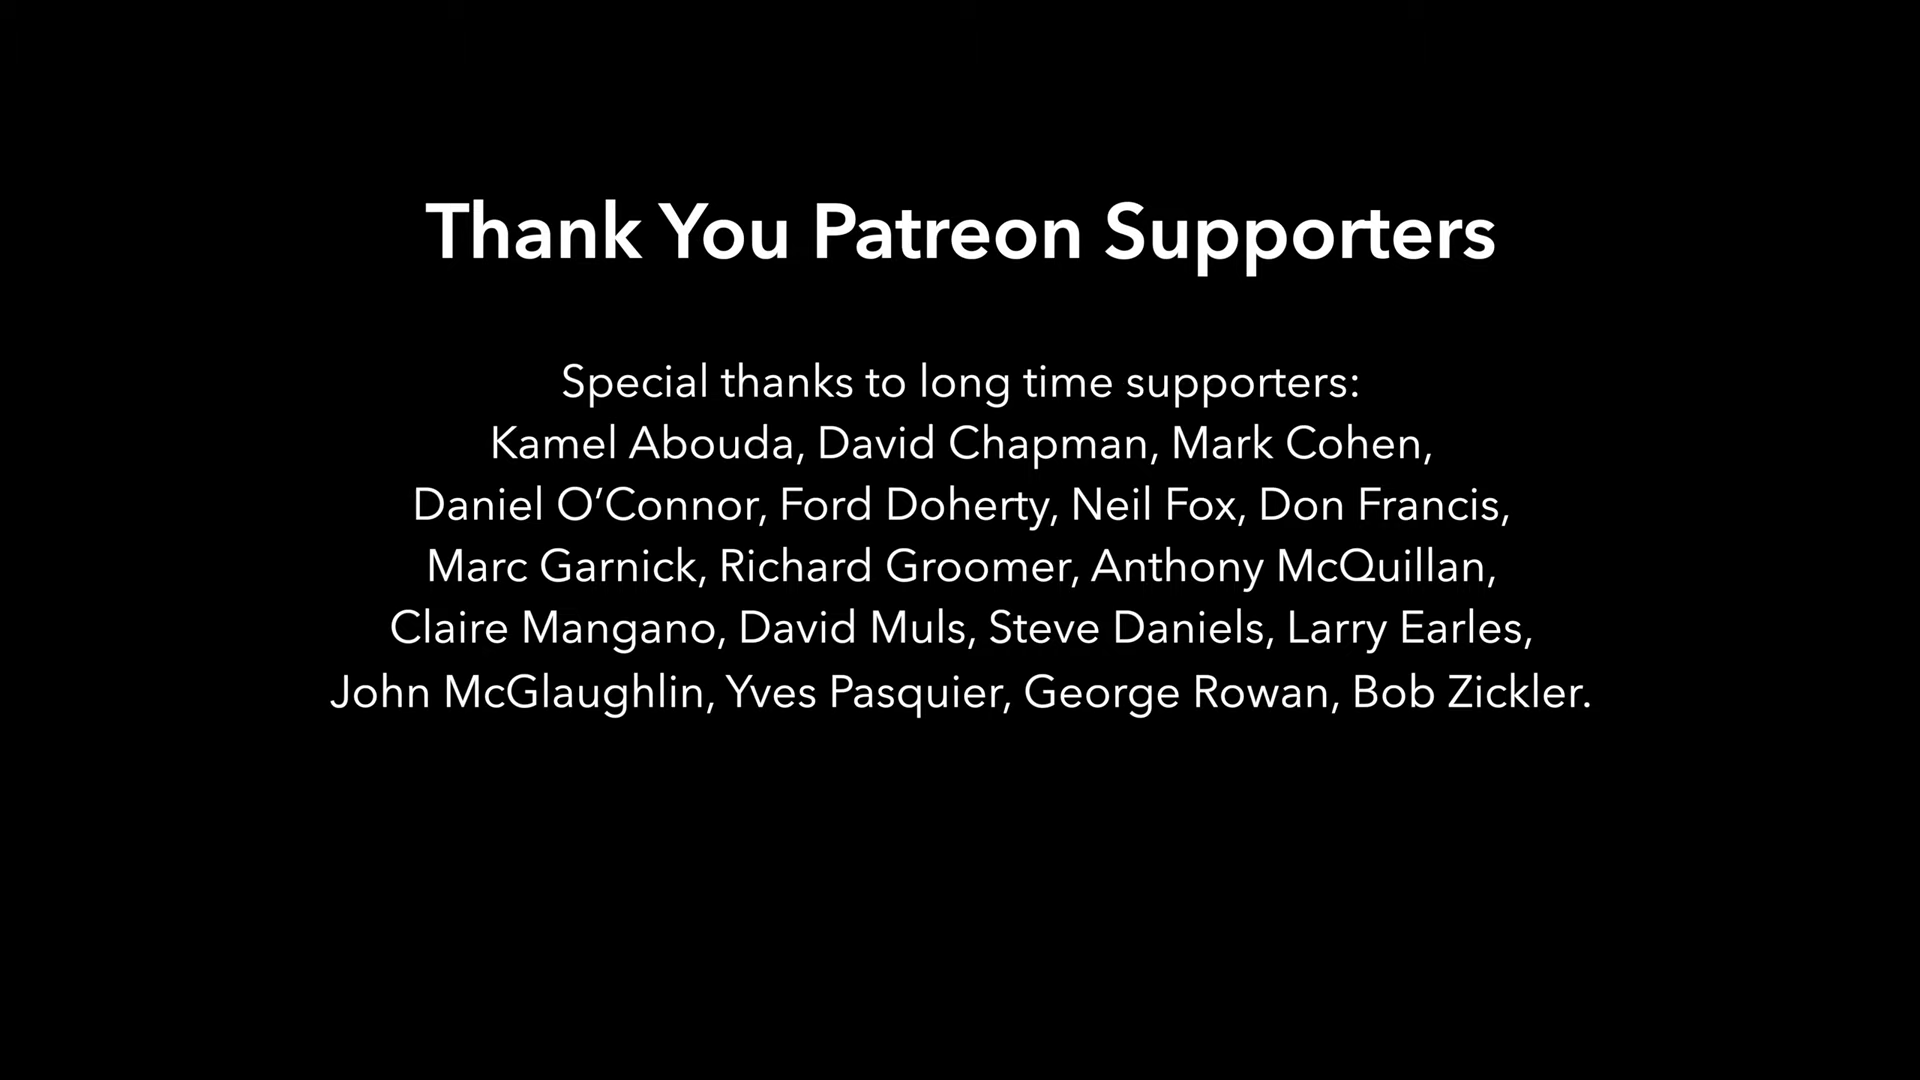 Thank You Patreon Supporters
Special thanks to long time supporters:
Kamel Abouda, David Chapman, Mark Cohen,
Daniel O’Connor, Ford Doherty, Neil Fox, Don Francis,
Marc Garnick, Richard Groomer, Anthony McQuillan,
Claire Mangano, David Muls, Steve Daniels, Larry Earles,
John McGlaughlin, Yves Pasquier, George Rowan, Bob Zickler.